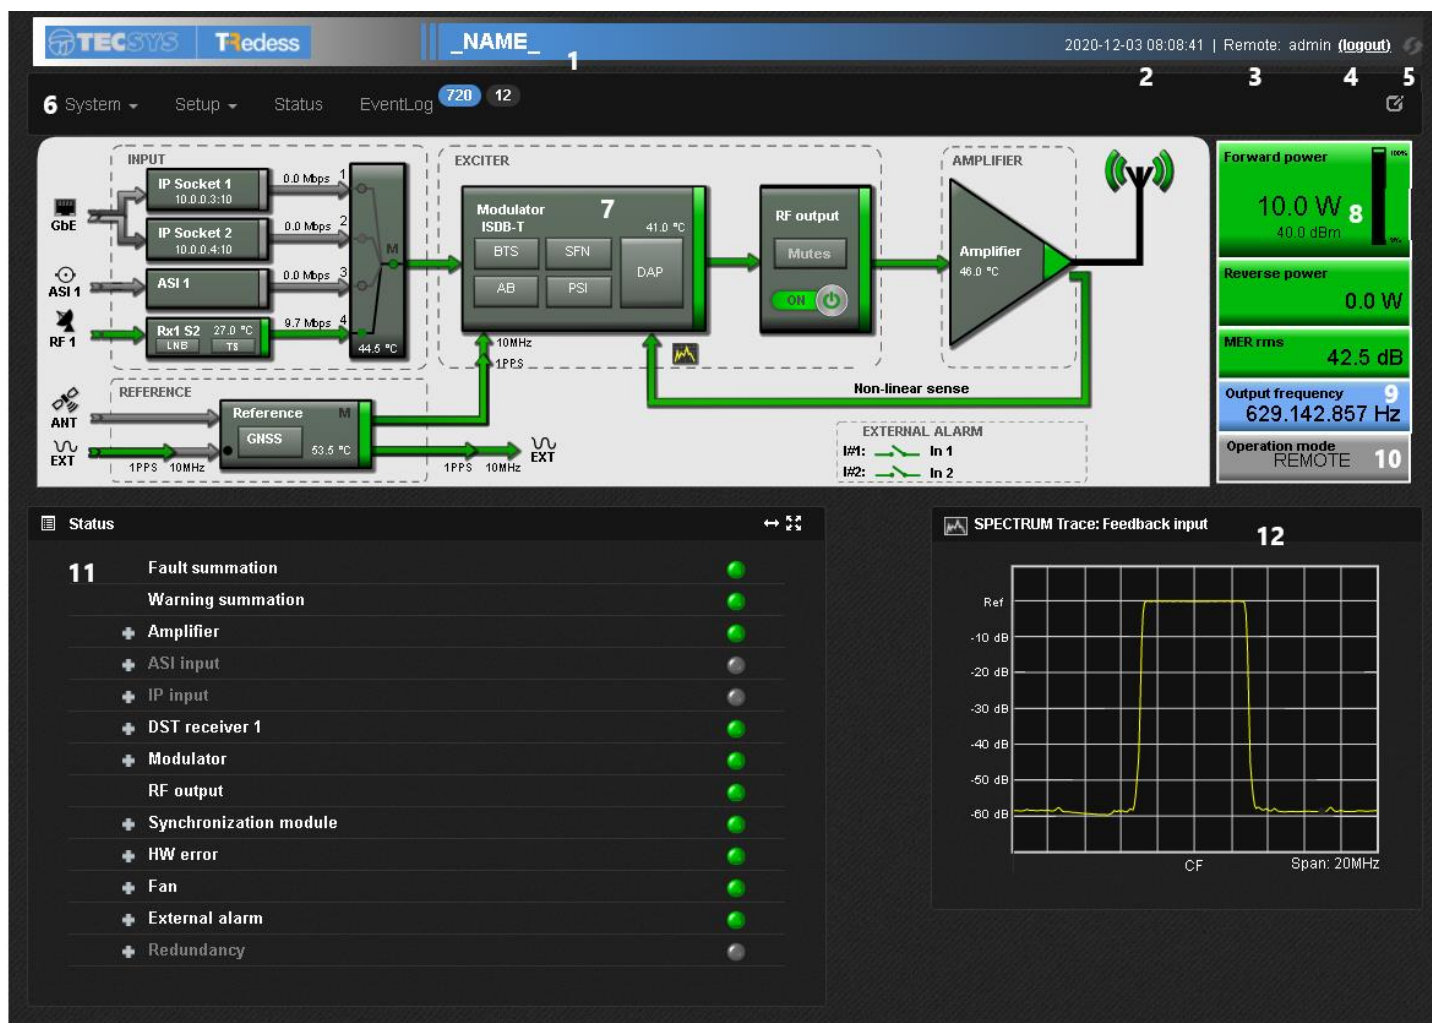 TECSYS TRedess _NAME_ 2020-12-03 08:08:41 | Remote: admin (logout)
1 2 3 4 5
6 System Setup Status EventLog 720 12
INPUT
GbE
IP Socket 1
10.0.0.3:10
0.0 Mbps 1
IP Socket 2
10.0.0.4:10
0.0 Mbps 2
ASI 1
ASI 1
0.0 Mbps 3
RF 1
Rx1 S2 27.0 °C
LNB TS
9.7 Mbps 4
M
44.5 °C
REFERENCE
ANT
EXT
1PPS 10MHz
Reference M
GNSS
53.5 °C
1PPS 10MHz
EXT
EXCITER
Modulator 7
ISDB-T 41.0 °C
BTS SFN
AB PSI
DAP
10MHz
1PPS
RF output
Mutes
ON
AMPLIFIER
Amplifier
46.0 °C
Non-linear sense
EXTERNAL ALARM
I#1: In 1
I#2: In 2
Forward power
100%
10.0 W 8
40.0 dBm
0%
Reverse power
0.0 W
MER rms
42.5 dB
Output frequency 9
629.142.857 Hz
Operation mode
REMOTE 10
Status
11 Fault summation
Warning summation
Amplifier
ASI input
IP input
DST receiver 1
Modulator
RF output
Synchronization module
HW error
Fan
External alarm
Redundancy
SPECTRUM Trace: Feedback input
12
Ref
-10 dB
-20 dB
-30 dB
-40 dB
-50 dB
-60 dB
CF Span: 20MHz